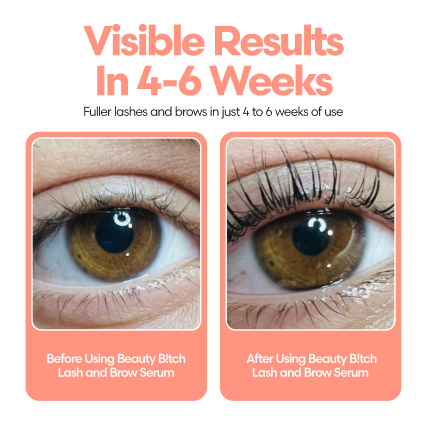 Visible Results
In 4-6 Weeks
Fuller lashes and brows in just 4 to 6 weeks of use
Before Using Beauty B!tch
Lash and Brow Serum
After Using Beauty B!tch
Lash and Brow Serum